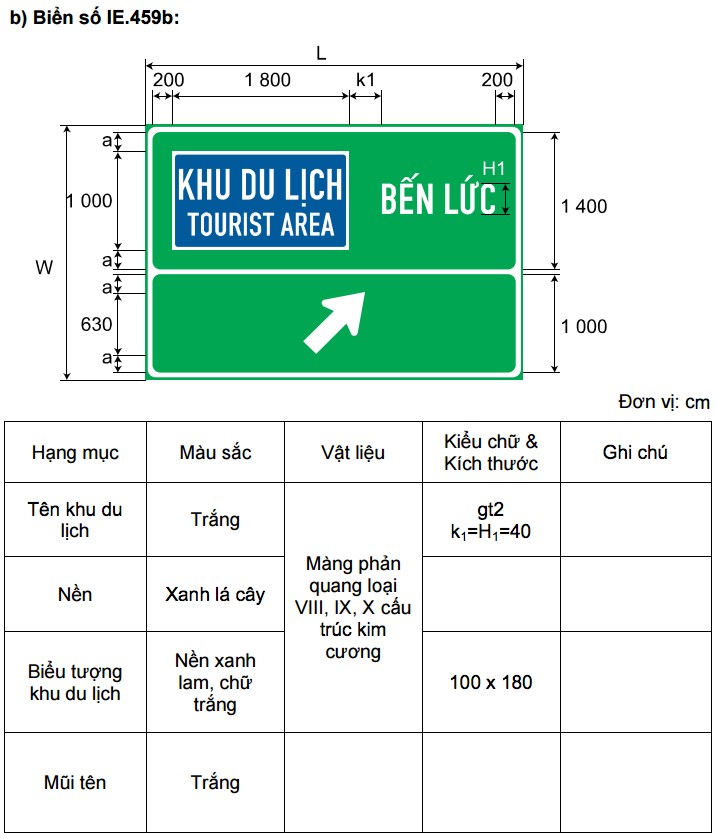 b) Biển số IE.459b:
L
200 1 800 k1 200
a
1 000
a
W
a
630
a
KHU DU LỊCH
TOURIST AREA
H1
BẾN LỨC
1 400
1 000
Đơn vị: cm
Hạng mục
Màu sắc
Vật liệu
Kiểu chữ &
Kích thước
Ghi chú
Tên khu du
lịch
Trắng
Màng phản
quang loại
VIII, IX, X cấu
trúc kim
cương
gt2
k₁=H₁=40
Nền
Xanh lá cây
Biểu tượng
khu du lịch
Nền xanh
lam, chữ
trắng
100 x 180
Mũi tên
Trắng